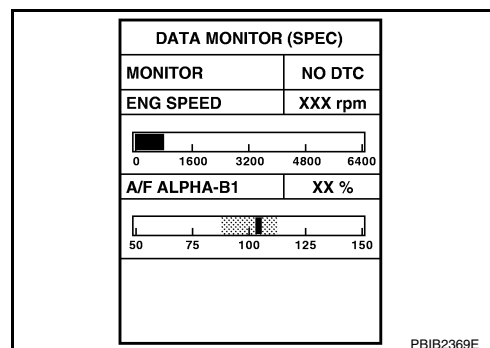 DATA MONITOR (SPEC)
MONITOR NO DTC
ENG SPEED XXX rpm
0 1600 3200 4800 6400
A/F ALPHA-B1 XX %
50 75 100 125 150
PBIB2369E